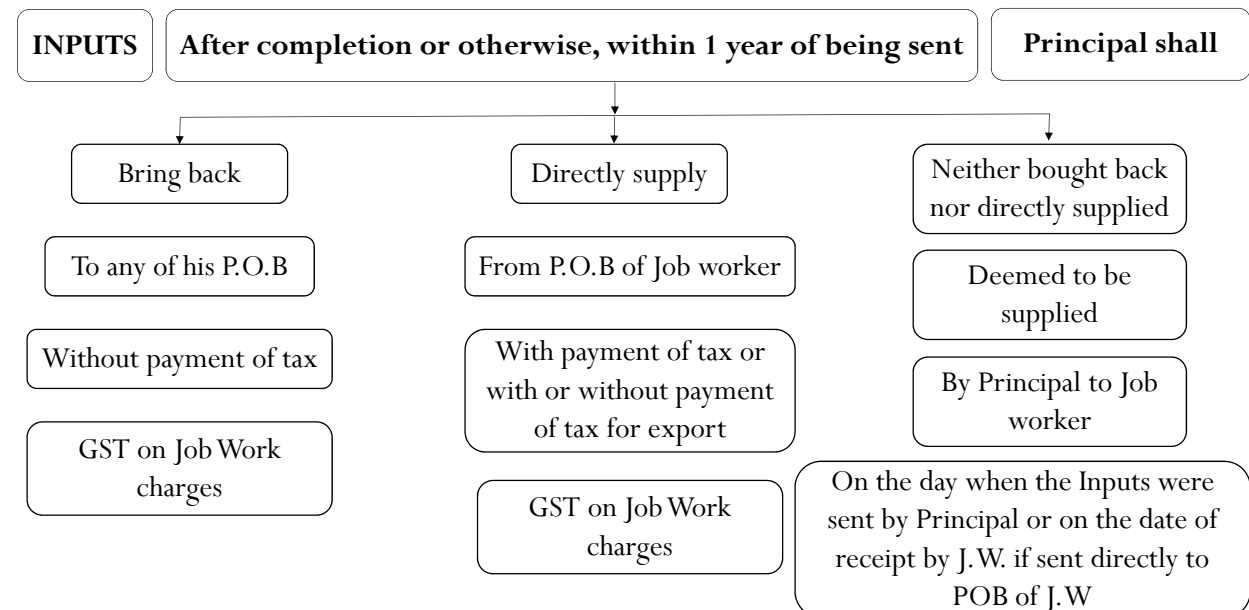 INPUTS
After completion or otherwise, within 1 year of being sent
Principal shall
Bring back
To any of his P.O.B
Without payment of tax
GST on Job Work
charges
Directly supply
From P.O.B of Job worker
With payment of tax or
with or without payment
of tax for export
GST on Job Work
charges
Neither bought back
nor directly supplied
Deemed to be
supplied
By Principal to Job
worker
On the day when the Inputs were
sent by Principal or on the date of
receipt by J.W. if sent directly to
POB of J.W